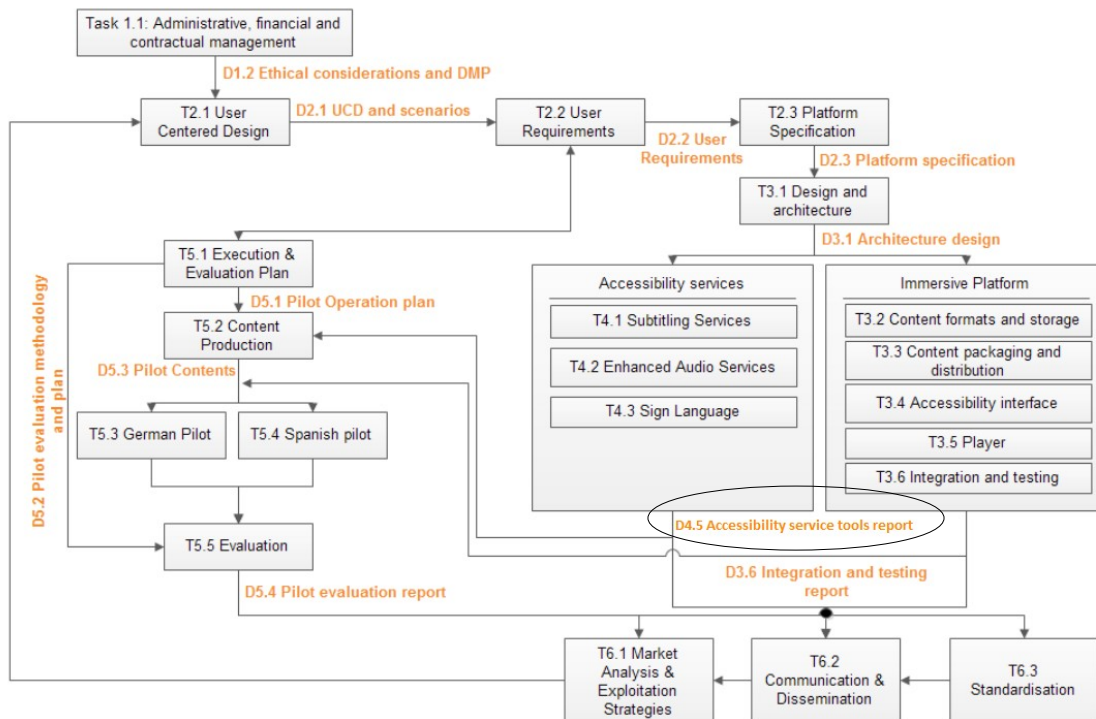 Task 1.1: Administrative, financial and
contractual management
D1.2 Ethical considerations and DMP
T2.1 User
Centered Design
D2.1 UCD and scenarios
T2.2 User
Requirements
D2.2 User
Requirements
T2.3 Platform
Specification
D2.3 Platform specification
T3.1 Design and
architecture
D3.1 Architecture design
T5.1 Execution &
Evaluation Plan
D5.1 Pilot Operation plan
T5.2 Content
Production
D5.3 Pilot Contents
T5.3 German Pilot
T5.4 Spanish pilot
D5.2 Pilot evaluation methodology
and plan
T5.5 Evaluation
D5.4 Pilot evaluation report
Accessibility services
T4.1 Subtitling Services
T4.2 Enhanced Audio Services
T4.3 Sign Language
Immersive Platform
T3.2 Content formats and storage
T3.3 Content packaging and
distribution
T3.4 Accessibility interface
T3.5 Player
T3.6 Integration and testing
D4.5 Accessibility service tools report
D3.6 Integration and testing
report
T6.1 Market
Analysis &
Exploitation
Strategies
T6.2
Communication &
Dissemination
T6.3
Standardisation